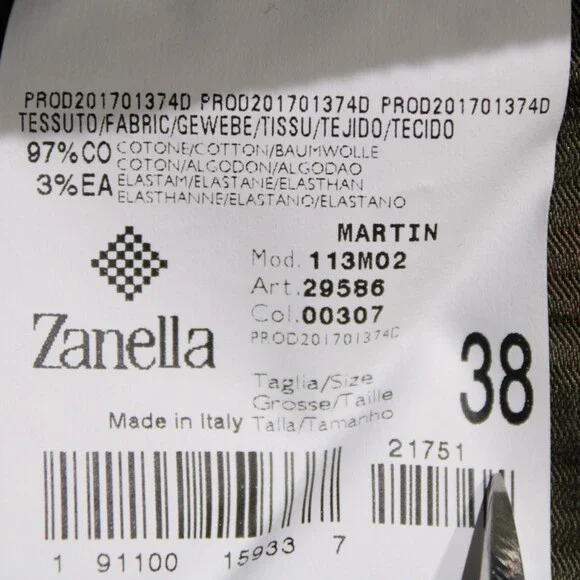 PROD201701374D PROD201701374D PROD201701374D
TESSUTO/FABRIC/GEWEBE/TISSU/TEJIDO/TECIDO
97%CO COTONE/COTTON/BAUMWOLLE
COTON/ALGODON/ALGODAO
3%EA ELASTAM/ELASTANE/ELASTHAN
ELASTHANNE/ELASTANO/ELASTANO
MARTIN
Mod. 113M02
Art. 29586
Col. 00307
PROD201701374D
Zanella
Taglia/Size
Grosse/Taille
Talla/Tamanho
38
Made in Italy
21751
1 91100 15933 7